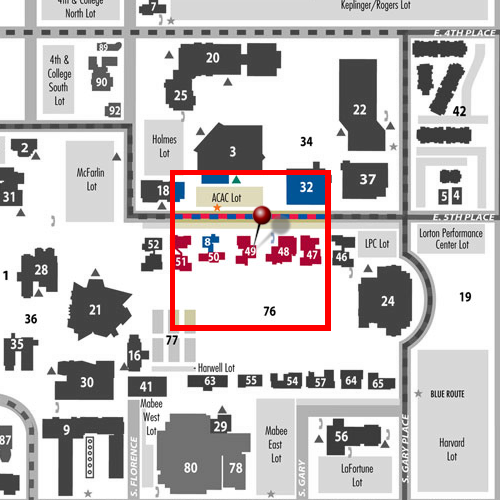 4th &
College
North Lot
7
Keplinger/Rogers Lot
E. 4TH PLACE
89
20
4th &
College
South
Lot
90
25
22
42
92
Holmes
Lot
34
3
2
McFarlin
Lot
37
18
32
31
ACAC Lot
5
4
E. 5TH PLACE
Lorton Performance
Center Lot
LPC Lot
52
8
51
50
49
48
47
46
1
28
24
19
21
36
76
77
35
16
Harwell Lot
30
41
63
55
54
57
64
65
BLUE ROUTE
Mabee
West
Lot
S. FLORENCE
9
29
Mabee
East
Lot
S. GARY
56
S. GARY PLACE
Harvard
Lot
87
80
78
LaFortune
Lot